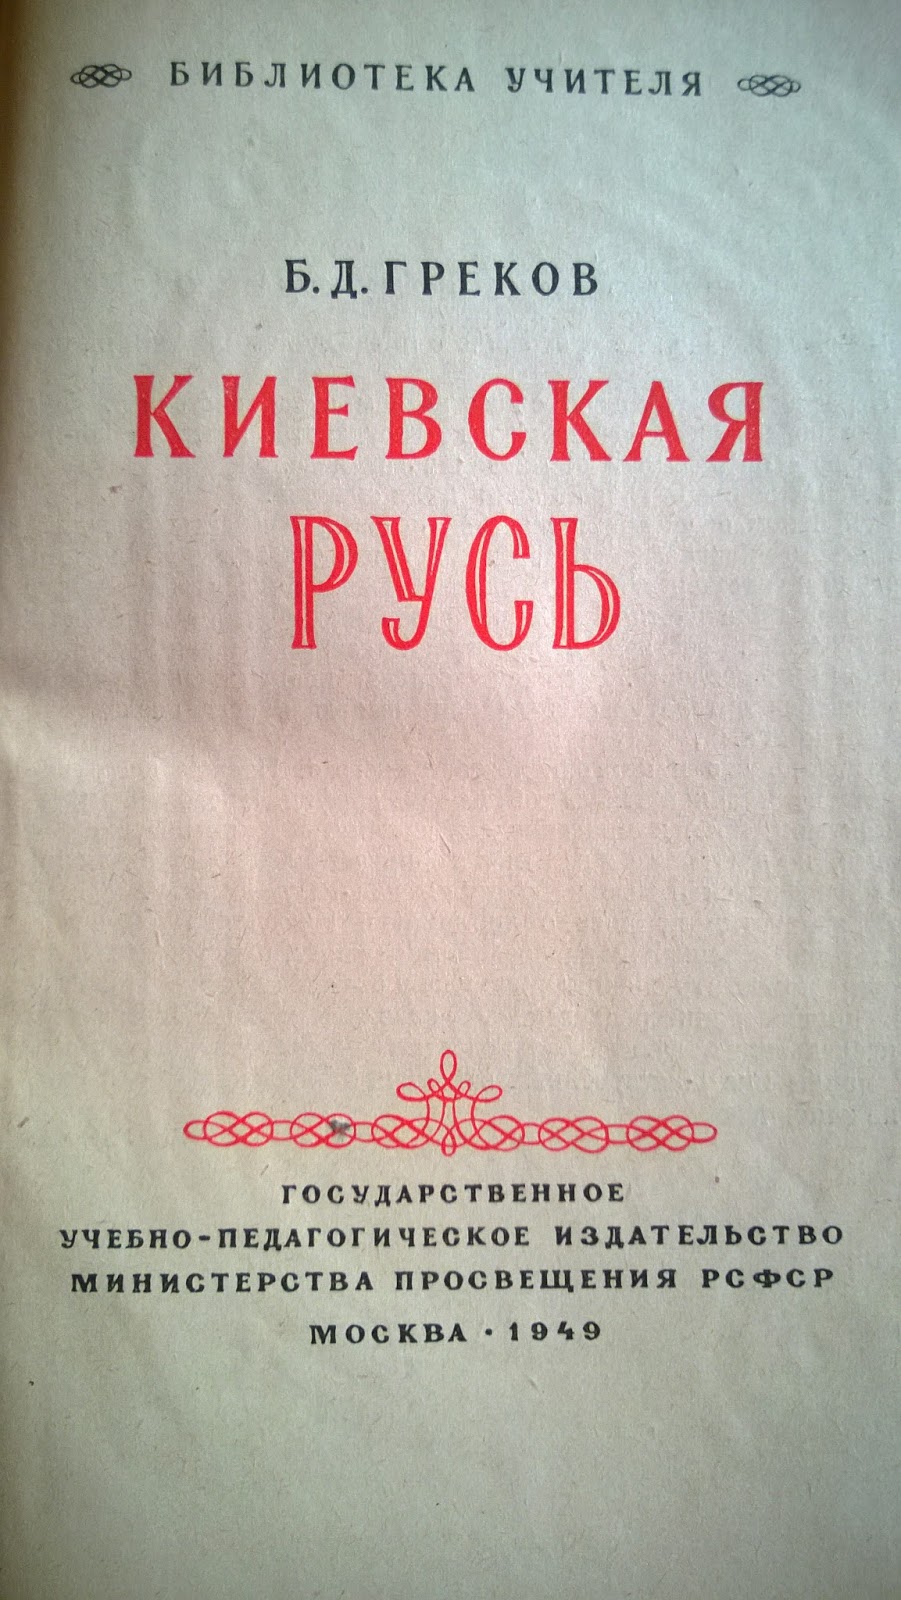 БИБЛИОТЕКА УЧИТЕЛЯ
Б. Д. ГРЕКОВ
КИЕВСКАЯ
РУСЬ
ГОСУДАРСТВЕННОЕ
УЧЕБНО-ПЕДАГОГИЧЕСКОЕ ИЗДАТЕЛЬСТВО
МИНИСТЕРСТВА ПРОСВЕЩЕНИЯ РСФСР
МОСКВА · 1949